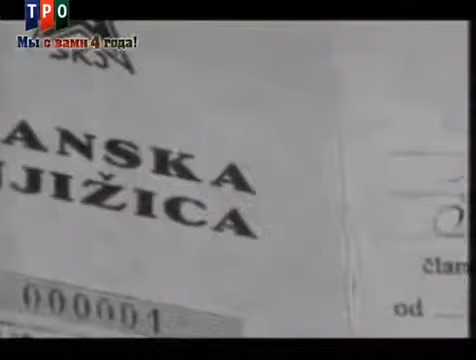 ТРО
Мы с вами 4 года!
ANSKA
JIŽICA
000001
član
od